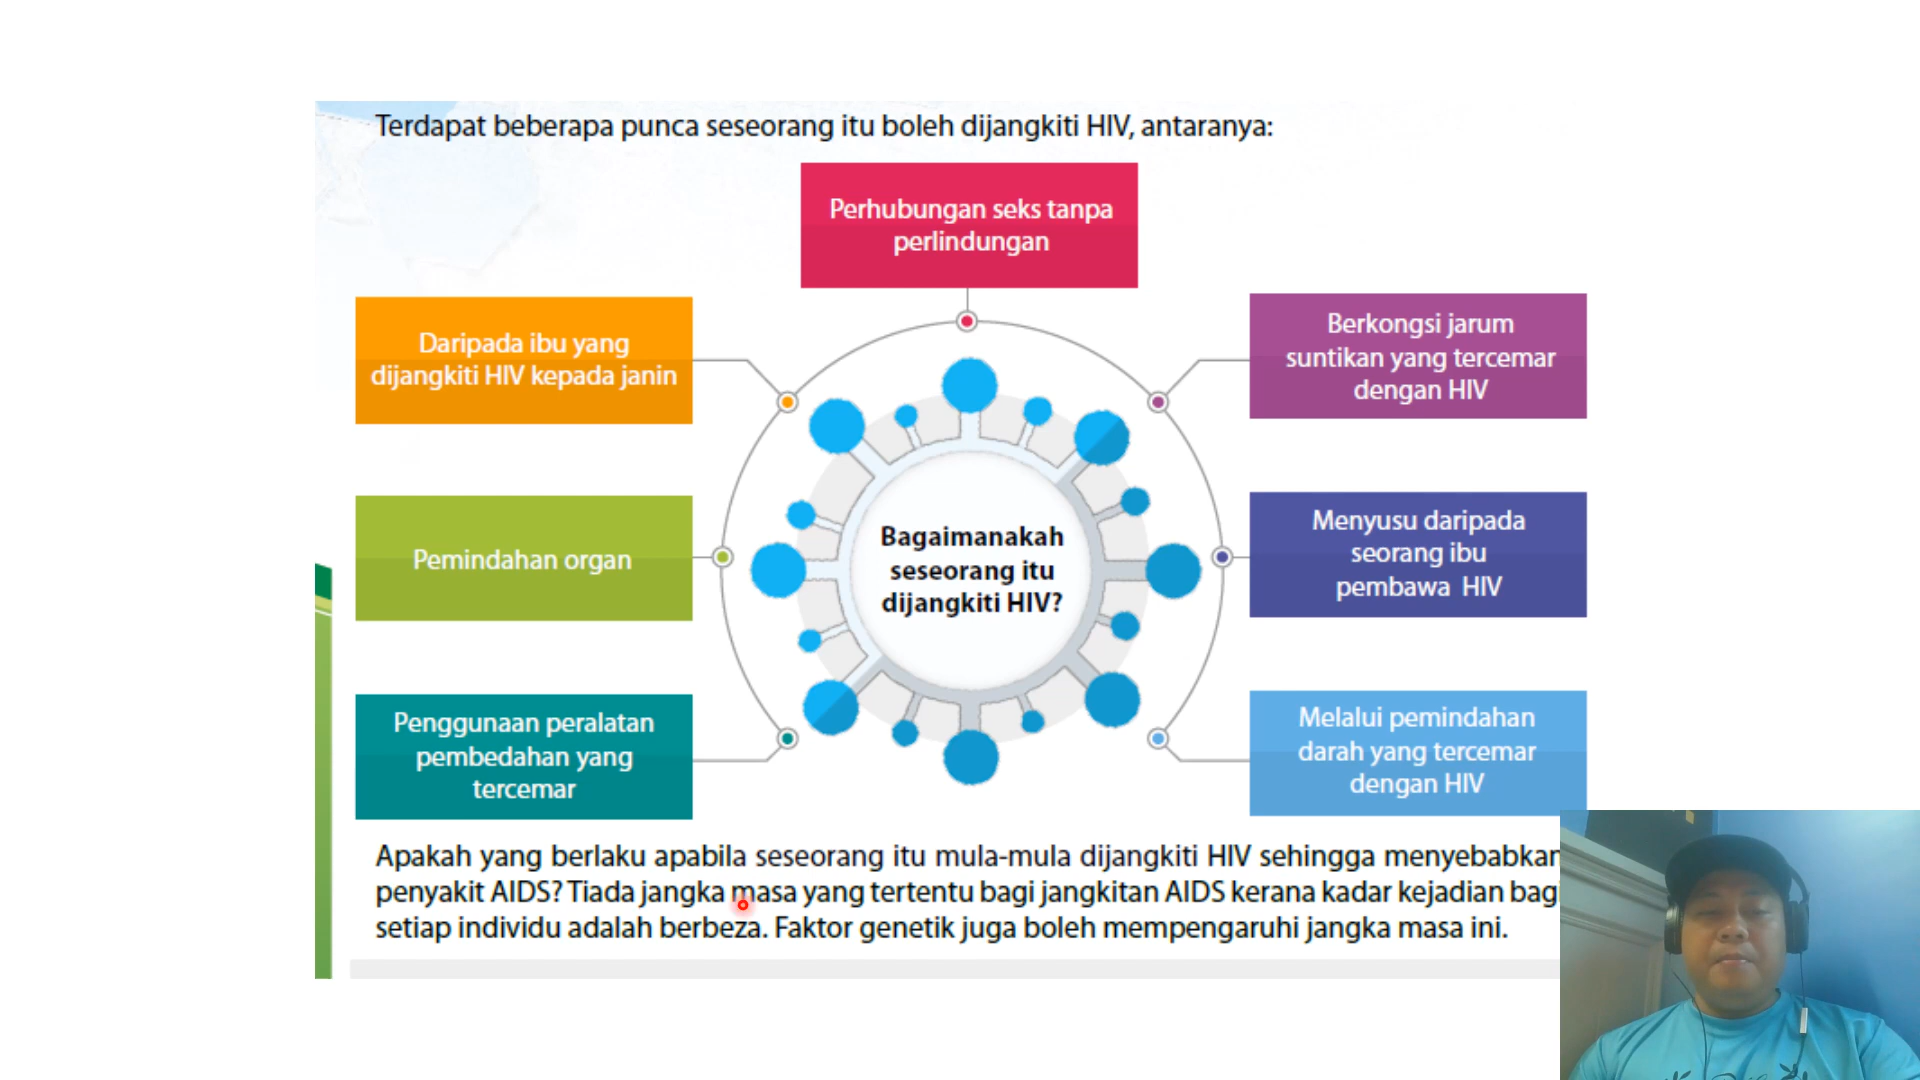 Terdapat beberapa punca seseorang itu boleh dijangkiti HIV, antaranya:
Perhubungan seks tanpa
perlindungan
Daripada ibu yang
dijangkiti HIV kepada janin
Berkongsi jarum
suntikan yang tercemar
dengan HIV
Pemindahan organ
Bagaimanakah
seseorang itu
dijangkiti HIV?
Menyusu daripada
seorang ibu
pembawa HIV
Penggunaan peralatan
pembedahan yang
tercemar
Melalui pemindahan
darah yang tercemar
dengan HIV
Apakah yang berlaku apabila seseorang itu mula-mula dijangkiti HIV sehingga menyebabkan
penyakit AIDS? Tiada jangka masa yang tertentu bagi jangkitan AIDS kerana kadar kejadian bagi
setiap individu adalah berbeza. Faktor genetik juga boleh mempengaruhi jangka masa ini.